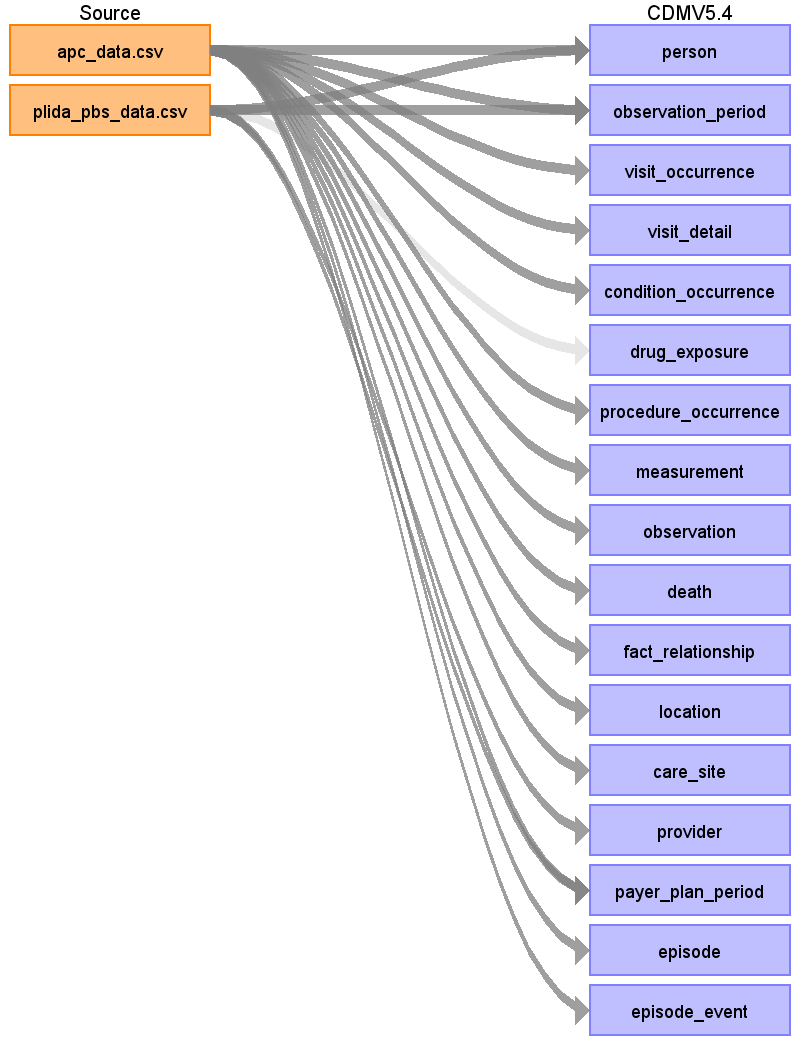 Source
CDMV5.4
apc_data.csv
person
plida_pbs_data.csv
observation_period
visit_occurrence
visit_detail
condition_occurrence
drug_exposure
procedure_occurrence
measurement
observation
death
fact_relationship
location
care_site
provider
payer_plan_period
episode
episode_event